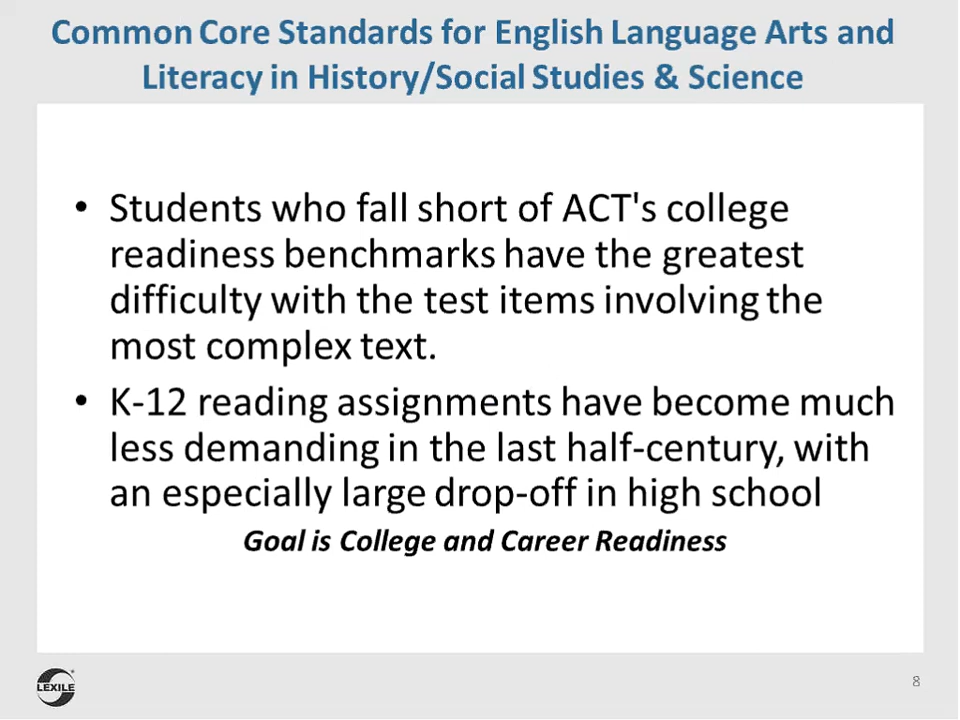 Common Core Standards for English Language Arts and
Literacy in History/Social Studies & Science
• Students who fall short of ACT's college
readiness benchmarks have the greatest
difficulty with the test items involving the
most complex text.
• K-12 reading assignments have become much
less demanding in the last half-century, with
an especially large drop-off in high school
Goal is College and Career Readiness
LEXILE
8